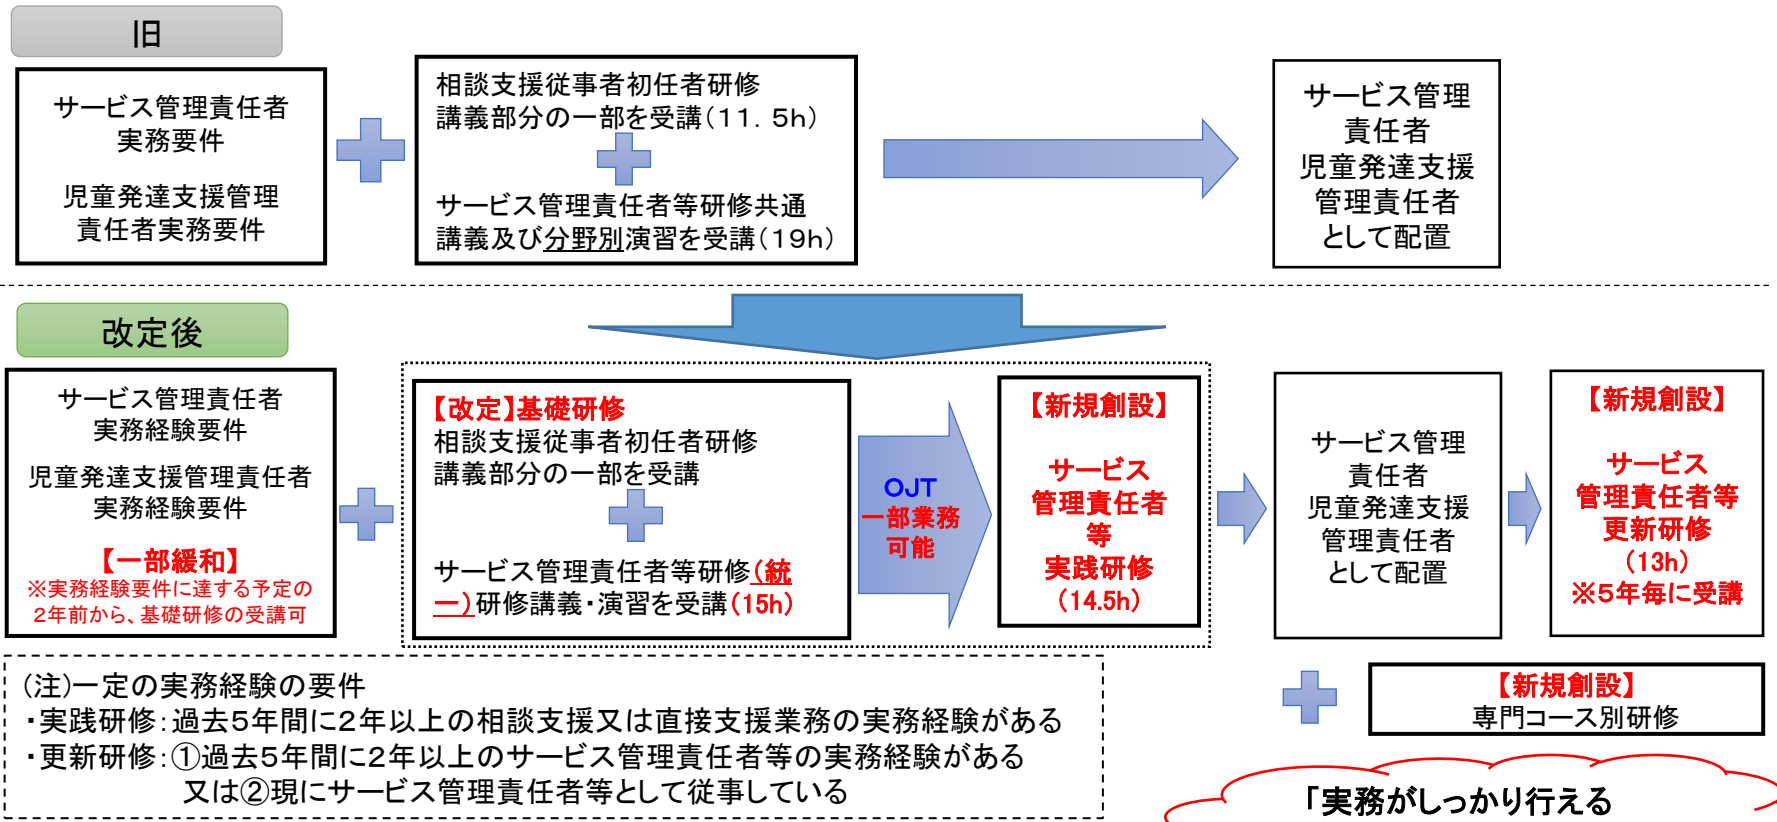 旧
サービス管理責任者
実務要件
児童発達支援管理
責任者実務要件
相談支援従事者初任者研修
講義部分の一部を受講(11．5h)
サービス管理責任者等研修共通
講義及び分野別演習を受講(19h)
サービス管理
責任者
児童発達支援
管理責任者
として配置
改定後
サービス管理責任者
実務経験要件
児童発達支援管理責任者
実務経験要件
【一部緩和】
※実務経験要件に達する予定の
2年前から、基礎研修の受講可
【改定】基礎研修
相談支援従事者初任者研修
講義部分の一部を受講
サービス管理責任者等研修(統
一)研修講義・演習を受講(15h)
OJT
一部業務
可能
【新規創設】
サービス
管理責任者
等
実践研修
(14.5h)
サービス管理
責任者
児童発達支援
管理責任者
として配置
【新規創設】
サービス
管理責任者等
更新研修
(13h)
※5年毎に受講
【新規創設】
専門コース別研修
(注)一定の実務経験の要件
・実践研修：過去5年間に2年以上の相談支援又は直接支援業務の実務経験がある
・更新研修：①過去5年間に2年以上のサービス管理責任者等の実務経験がある
又は②現にサービス管理責任者等として従事している
「実務がしっかり行える